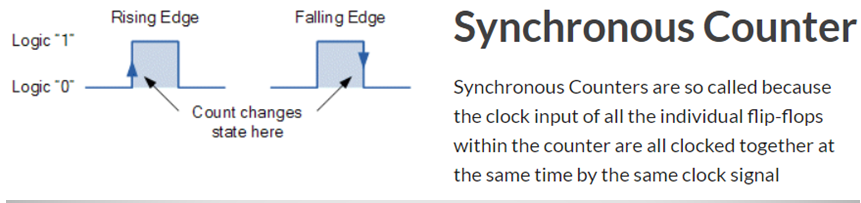 Rising Edge
Falling Edge
Logic "1"
Logic "0"
Count changes
state here
Synchronous Counter
Synchronous Counters are so called because
the clock input of all the individual flip-flops
within the counter are all clocked together at
the same time by the same clock signal